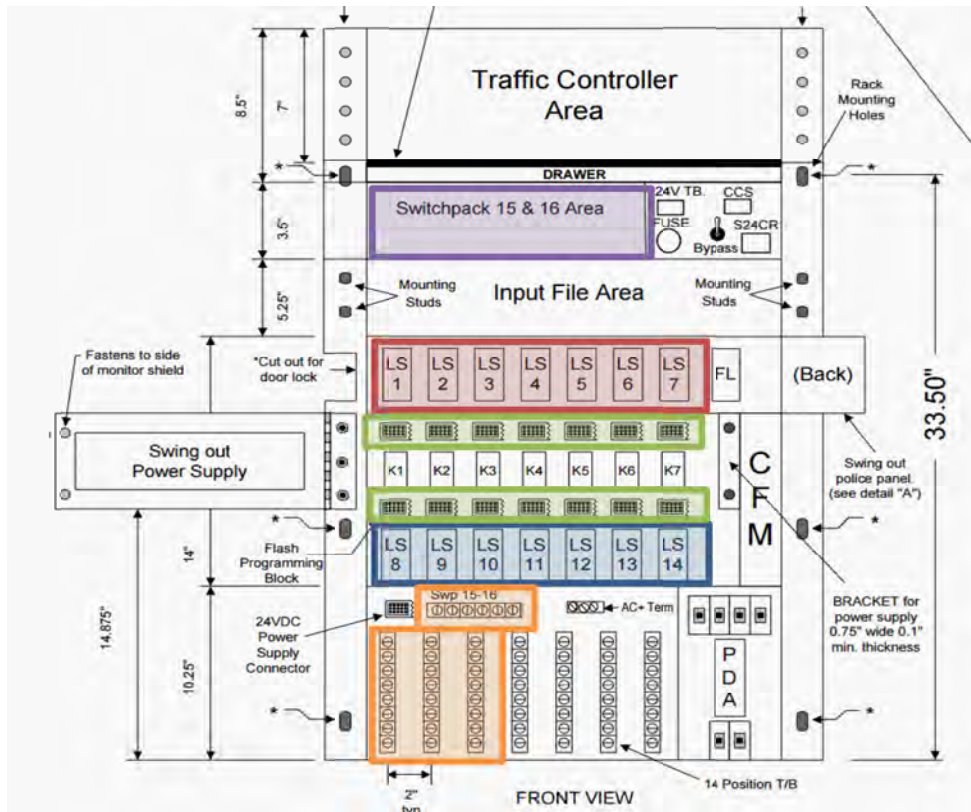 Traffic Controller
Area
8.5"
7"
Rack
Mounting
Holes
*
DRAWER
*
Switchpack 15 & 16 Area
24V TB.
CCS
FUSE
S24CR
Bypass
3.5"
Mounting
Studs
Input File Area
Mounting
Studs
5.25"
Fastens to side
of monitor shield
*Cut out for
door lock
LS
1
LS
2
LS
3
LS
4
LS
5
LS
6
LS
7
FL
(Back)
33.50"
Swing out
Power Supply
K1
K2
K3
K4
K5
K6
K7
CFM
Swing out
police panel.
(see detail "A")
*
*
Flash
Programming
Block
14"
LS
8
LS
9
LS
10
LS
11
LS
12
LS
13
LS
14
Swp 15-16
AC+ Term
24VDC
Power
Supply
Connector
BRACKET for
power supply
0.75" wide 0.1"
min. thickness
14.875"
10.25"
PDA
*
*
14 Position T/B
2"
typ
FRONT VIEW